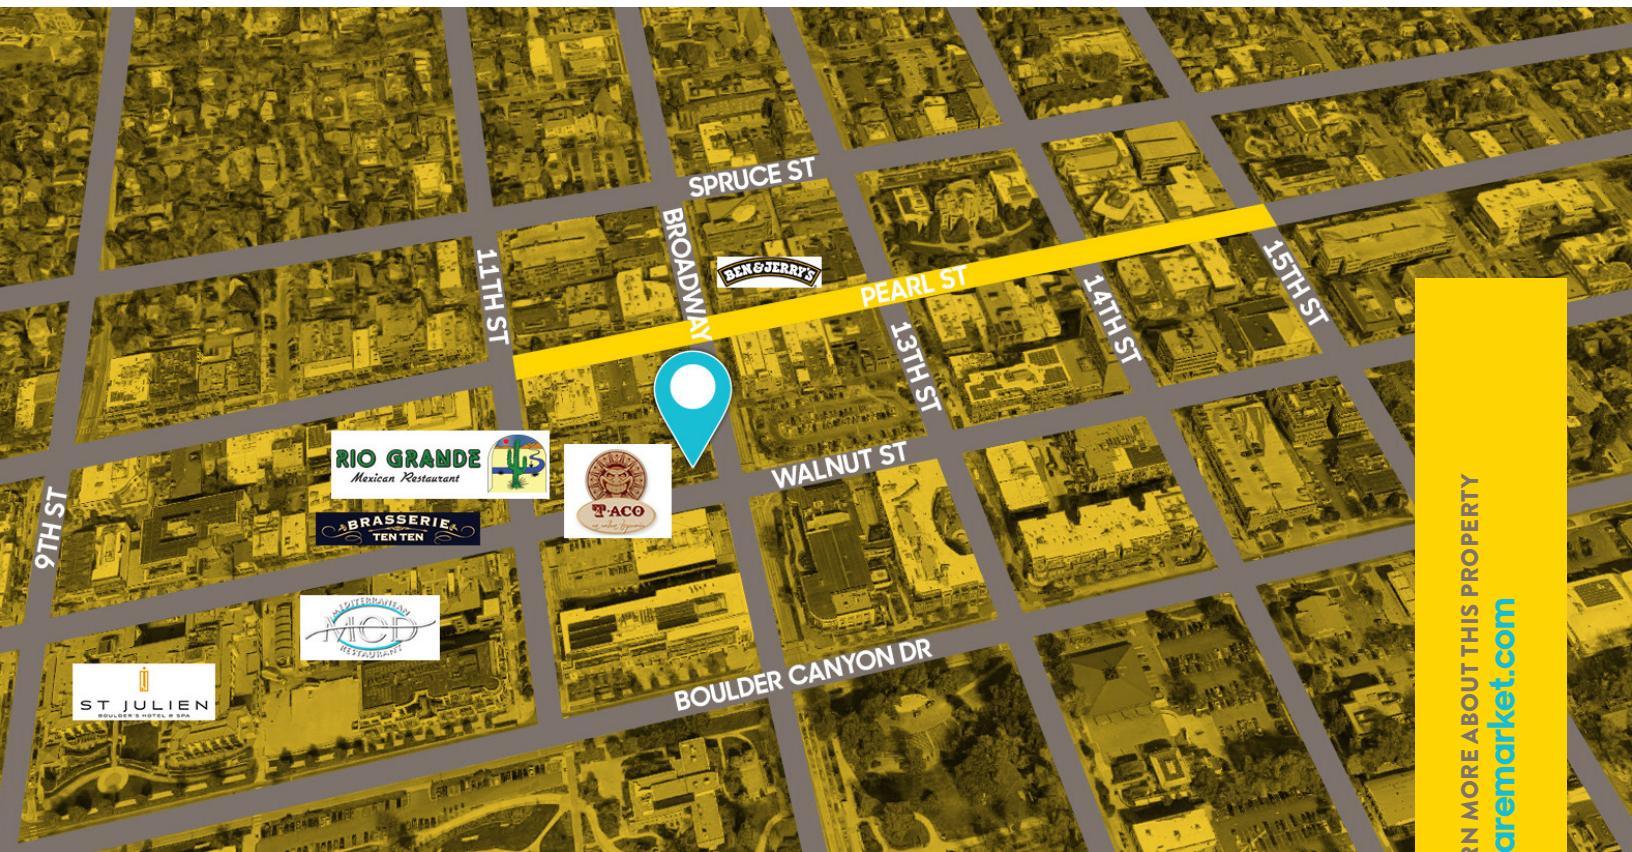 SPRUCE ST
BROADWAY
11TH ST
BEN & JERRY'S
PEARL ST
15TH ST
14TH ST
13TH ST
RIO GRANDE
Mexican Restaurant
T·ACO
WALNUT ST
BRASSERIE
TEN TEN
9TH ST
MEDITERRANEAN
MED
RESTAURANT
BOULDER CANYON DR
ST JULIEN
BOULDER'S HOTEL & SPA
RN MORE ABOUT THIS PROPERTY
aremarket.com